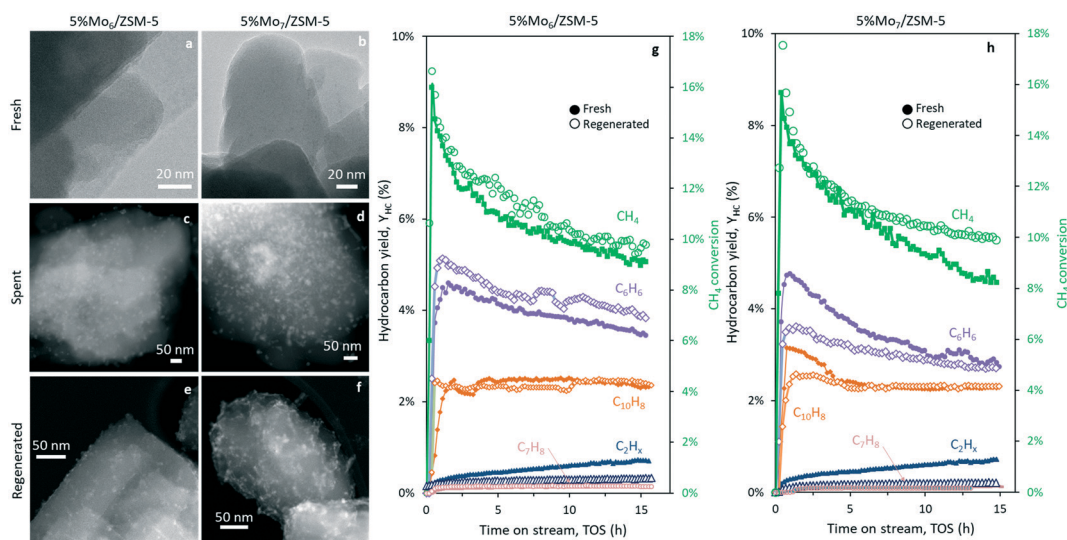 5%Mo₆/ZSM-5
5%Mo₇/ZSM-5
Fresh
a
20 nm
b
20 nm
Spent
c
50 nm
d
50 nm
Regenerated
e
50 nm
f
50 nm
5%Mo₆/ZSM-5
g
Hydrocarbon yield, Y_HC (%)
10%
8%
6%
4%
2%
0%
Fresh
Regenerated
CH₄
C₆H₆
C₁₀H₈
C₇H₈
C₂Hₓ
18%
16%
14%
12%
10%
8%
6%
4%
2%
0%
CH₄ conversion
0
5
10
15
Time on stream, TOS (h)
5%Mo₇/ZSM-5
h
Hydrocarbon yield, Y_HC (%)
10%
8%
6%
4%
2%
0%
Fresh
Regenerated
CH₄
C₆H₆
C₁₀H₈
C₇H₈
C₂Hₓ
18%
16%
14%
12%
10%
8%
6%
4%
2%
0%
CH₄ conversion
0
5
10
15
Time on stream, TOS (h)